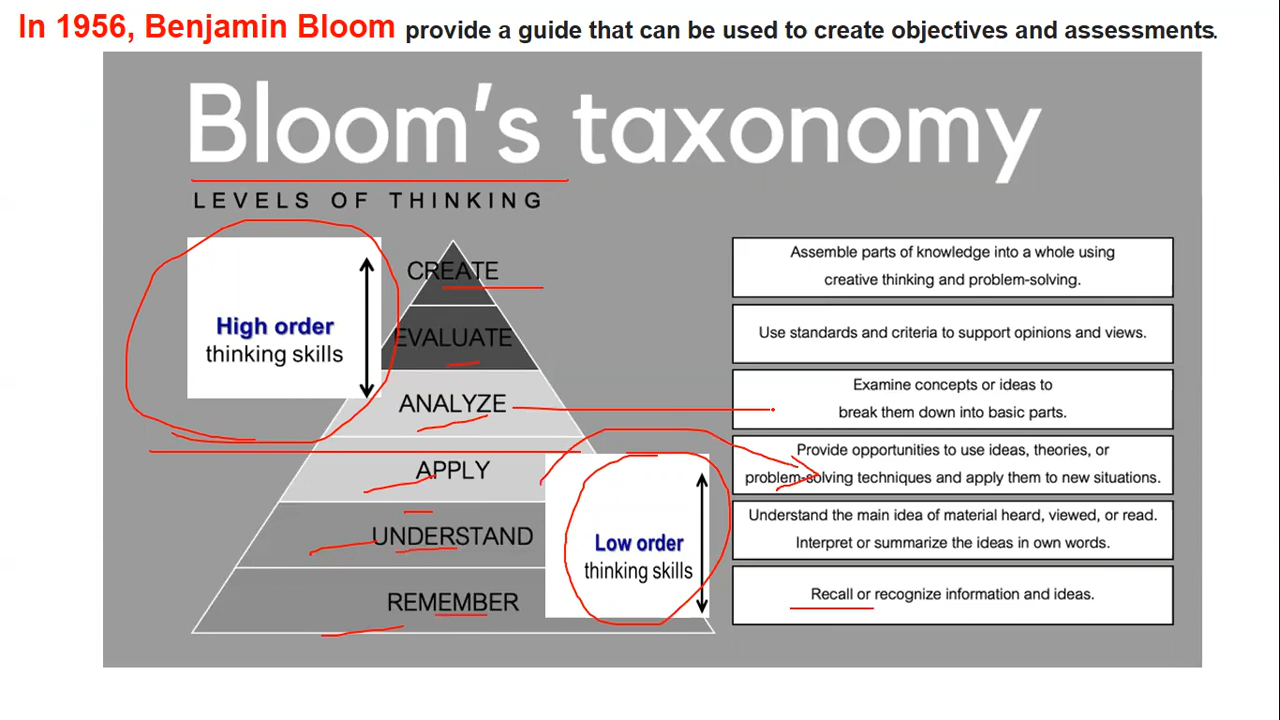 In 1956, Benjamin Bloom provide a guide that can be used to create objectives and assessments.
Bloom's taxonomy
LEVELS OF THINKING
High order
thinking skills
CREATE
EVALUATE
ANALYZE
APPLY
UNDERSTAND
REMEMBER
Low order
thinking skills
Assemble parts of knowledge into a whole using
creative thinking and problem-solving.
Use standards and criteria to support opinions and views.
Examine concepts or ideas to
break them down into basic parts.
Provide opportunities to use ideas, theories, or
problem-solving techniques and apply them to new situations.
Understand the main idea of material heard, viewed, or read.
Interpret or summarize the ideas in own words.
Recall or recognize information and ideas.